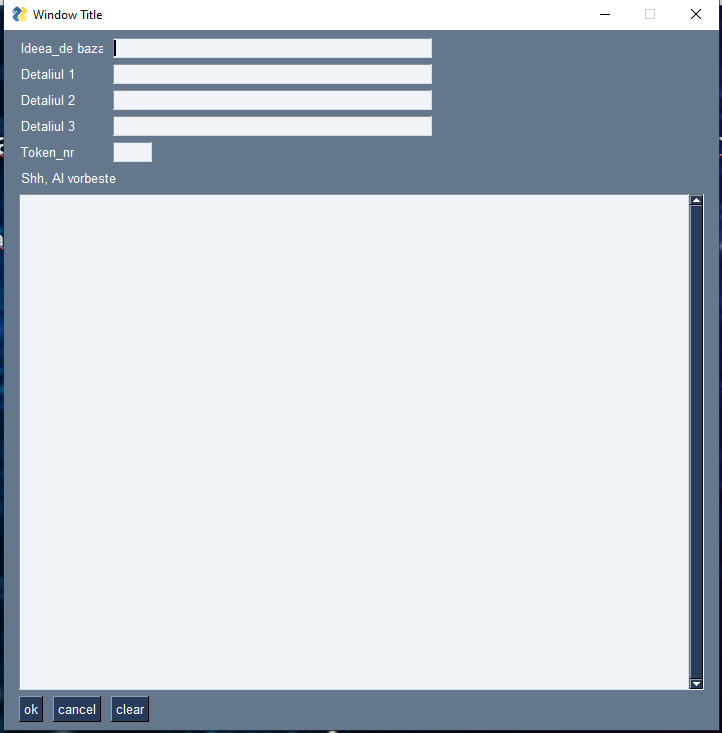 Window Title
Ideea_de baza
Detaliul 1
Detaliul 2
Detaliul 3
Token_nr
Shh, AI vorbeste
ok cancel clear